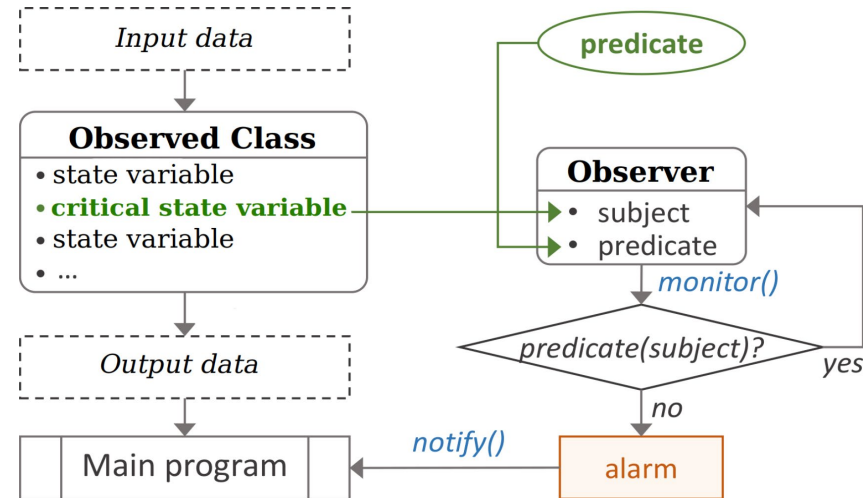 Input data
predicate
Observed Class
• state variable
• critical state variable
• state variable
• ...
Observer
• subject
• predicate
monitor()
predicate(subject)?
yes
no
Output data
Main program
notify()
alarm